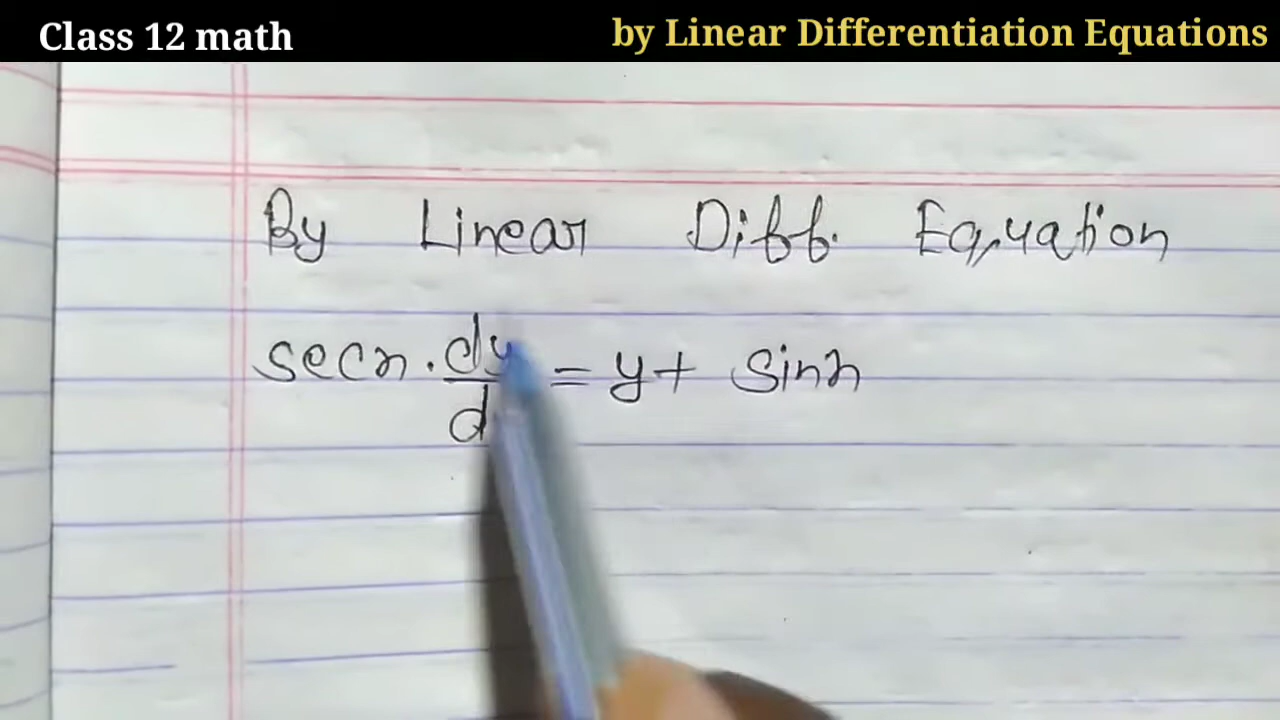 Class 12 math
by Linear Differentiation Equations
By Linear Diff. Equation
secx . dy/d = y + sinx